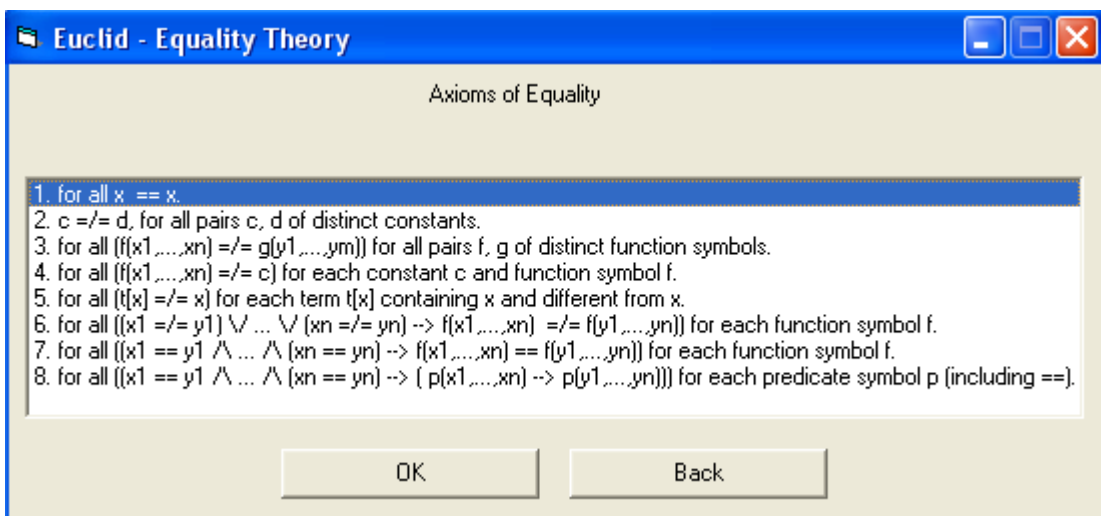 Euclid - Equality Theory
Axioms of Equality
1. for all x  == x.
2. c =/= d, for all pairs c, d of distinct constants.
3. for all (f(x1,...,xn) =/= g(y1,...,ym)) for all pairs f, g of distinct function symbols.
4. for all (f(x1,...,xn) =/= c) for each constant c and function symbol f.
5. for all (t[x] =/= x) for each term t[x] containing x and different from x.
6. for all ((x1 =/= y1) \/ ... \/ (xn =/= yn) --> f(x1,...,xn)  =/= f(y1,...,yn)) for each function symbol f.
7. for all ((x1 == y1 /\ ... /\ (xn == yn) --> f(x1,...,xn) == f(y1,...,yn)) for each function symbol f.
8. for all ((x1 == y1 /\ ... /\ (xn == yn) --> ( p(x1,...,xn) --> p(y1,...,yn))) for each predicate symbol p (including ==).
OK Back